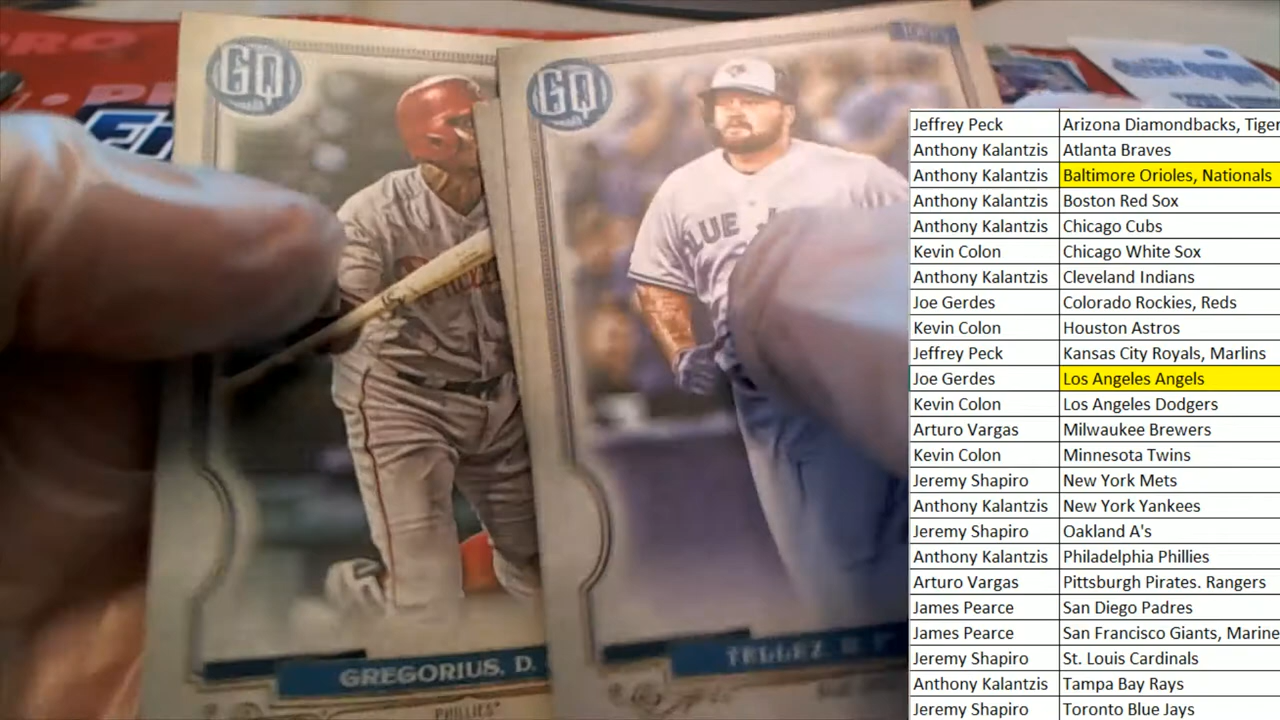 GQ
GQ
BLUE J
GREGORIUS, D.
PHILLIES
TELLEZ, R.
Jeffrey Peck Arizona Diamondbacks, Tiger
Anthony Kalantzis Atlanta Braves
Anthony Kalantzis Baltimore Orioles, Nationals
Anthony Kalantzis Boston Red Sox
Anthony Kalantzis Chicago Cubs
Kevin Colon Chicago White Sox
Anthony Kalantzis Cleveland Indians
Joe Gerdes Colorado Rockies, Reds
Kevin Colon Houston Astros
Jeffrey Peck Kansas City Royals, Marlins
Joe Gerdes Los Angeles Angels
Kevin Colon Los Angeles Dodgers
Arturo Vargas Milwaukee Brewers
Kevin Colon Minnesota Twins
Jeremy Shapiro New York Mets
Anthony Kalantzis New York Yankees
Jeremy Shapiro Oakland A's
Anthony Kalantzis Philadelphia Phillies
Arturo Vargas Pittsburgh Pirates. Rangers
James Pearce San Diego Padres
James Pearce San Francisco Giants, Marine
Jeremy Shapiro St. Louis Cardinals
Anthony Kalantzis Tampa Bay Rays
Jeremy Shapiro Toronto Blue Jays